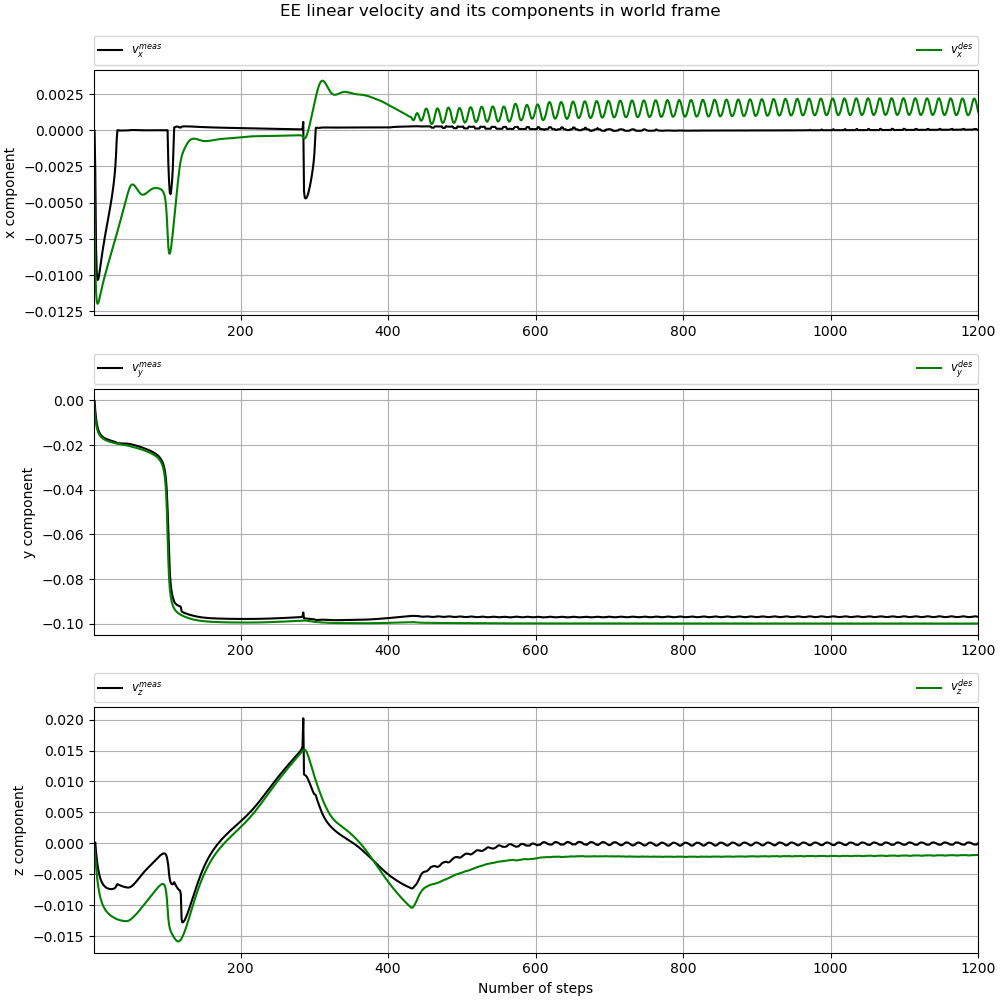 EE linear velocity and its components in world frame
v_x^meas v_x^des
0.0025
0.0000
−0.0025
−0.0050
−0.0075
−0.0100
−0.0125
x component
200 400 600 800 1000 1200
v_y^meas v_y^des
0.00
−0.02
−0.04
−0.06
−0.08
−0.10
y component
200 400 600 800 1000 1200
v_z^meas v_z^des
0.020
0.015
0.010
0.005
0.000
−0.005
−0.010
−0.015
z component
200 400 600 800 1000 1200
Number of steps